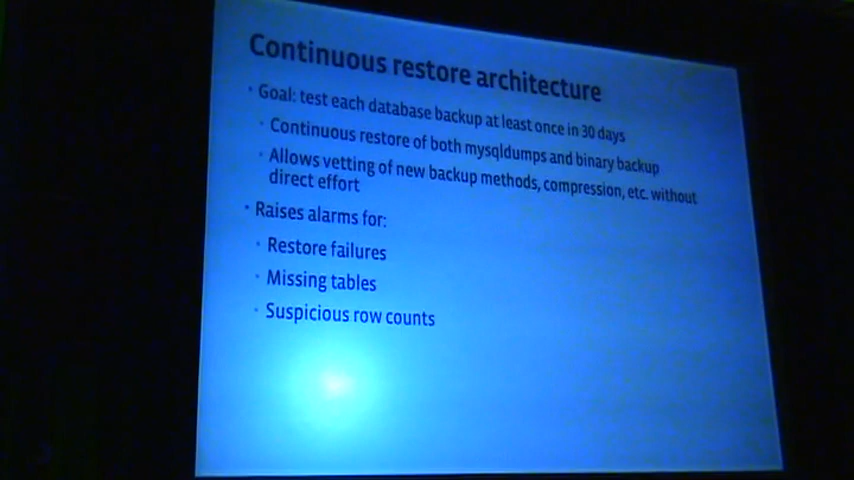 Continuous restore architecture
• Goal: test each database backup at least once in 30 days
• Continuous restore of both mysqldumps and binary backup
• Allows vetting of new backup methods, compression, etc. without
direct effort
• Raises alarms for:
• Restore failures
• Missing tables
• Suspicious row counts